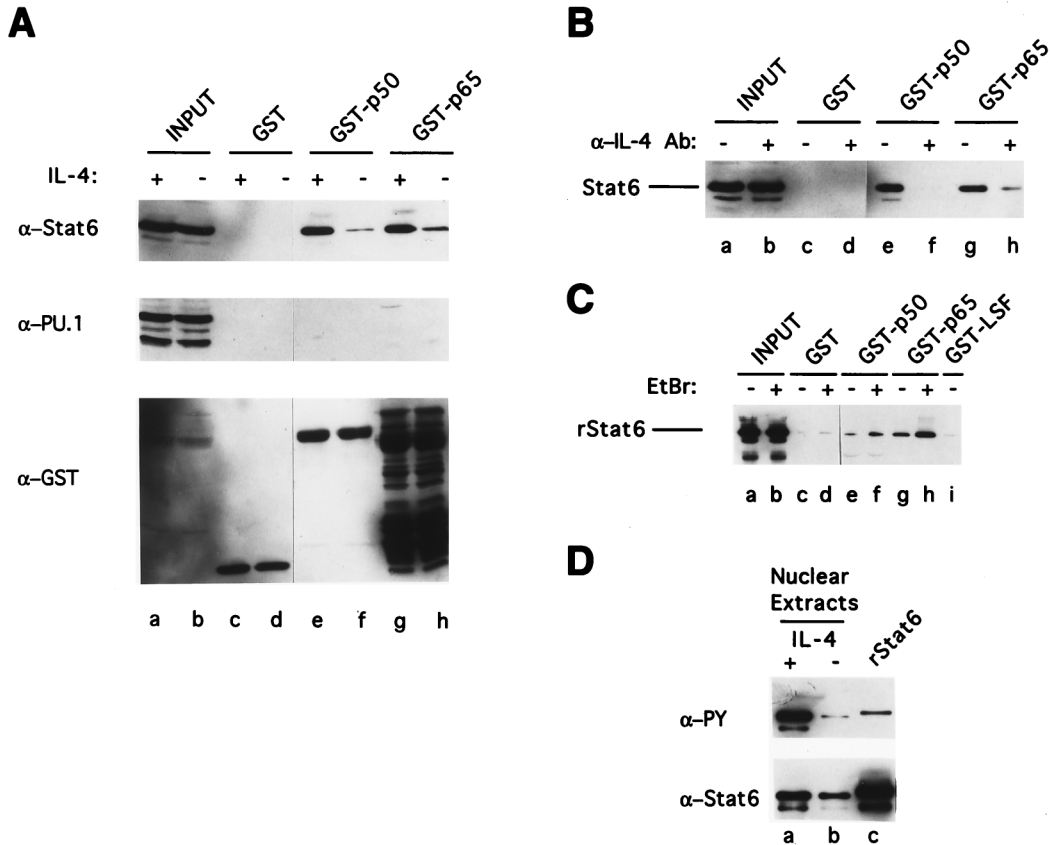 A
INPUT GST GST-p50 GST-p65
IL-4: + - + - + - + -
α-Stat6
α-PU.1
α-GST
a b c d e f g h
B
INPUT GST GST-p50 GST-p65
α-IL-4 Ab: - + - + - + - +
Stat6
a b c d e f g h
C
INPUT GST GST-p50 GST-p65 GST-LSF
EtBr: - + - + - + - + -
rStat6
a b c d e f g h i
D
Nuclear
Extracts
IL-4 rStat6
+ -
α-PY
α-Stat6
a b c